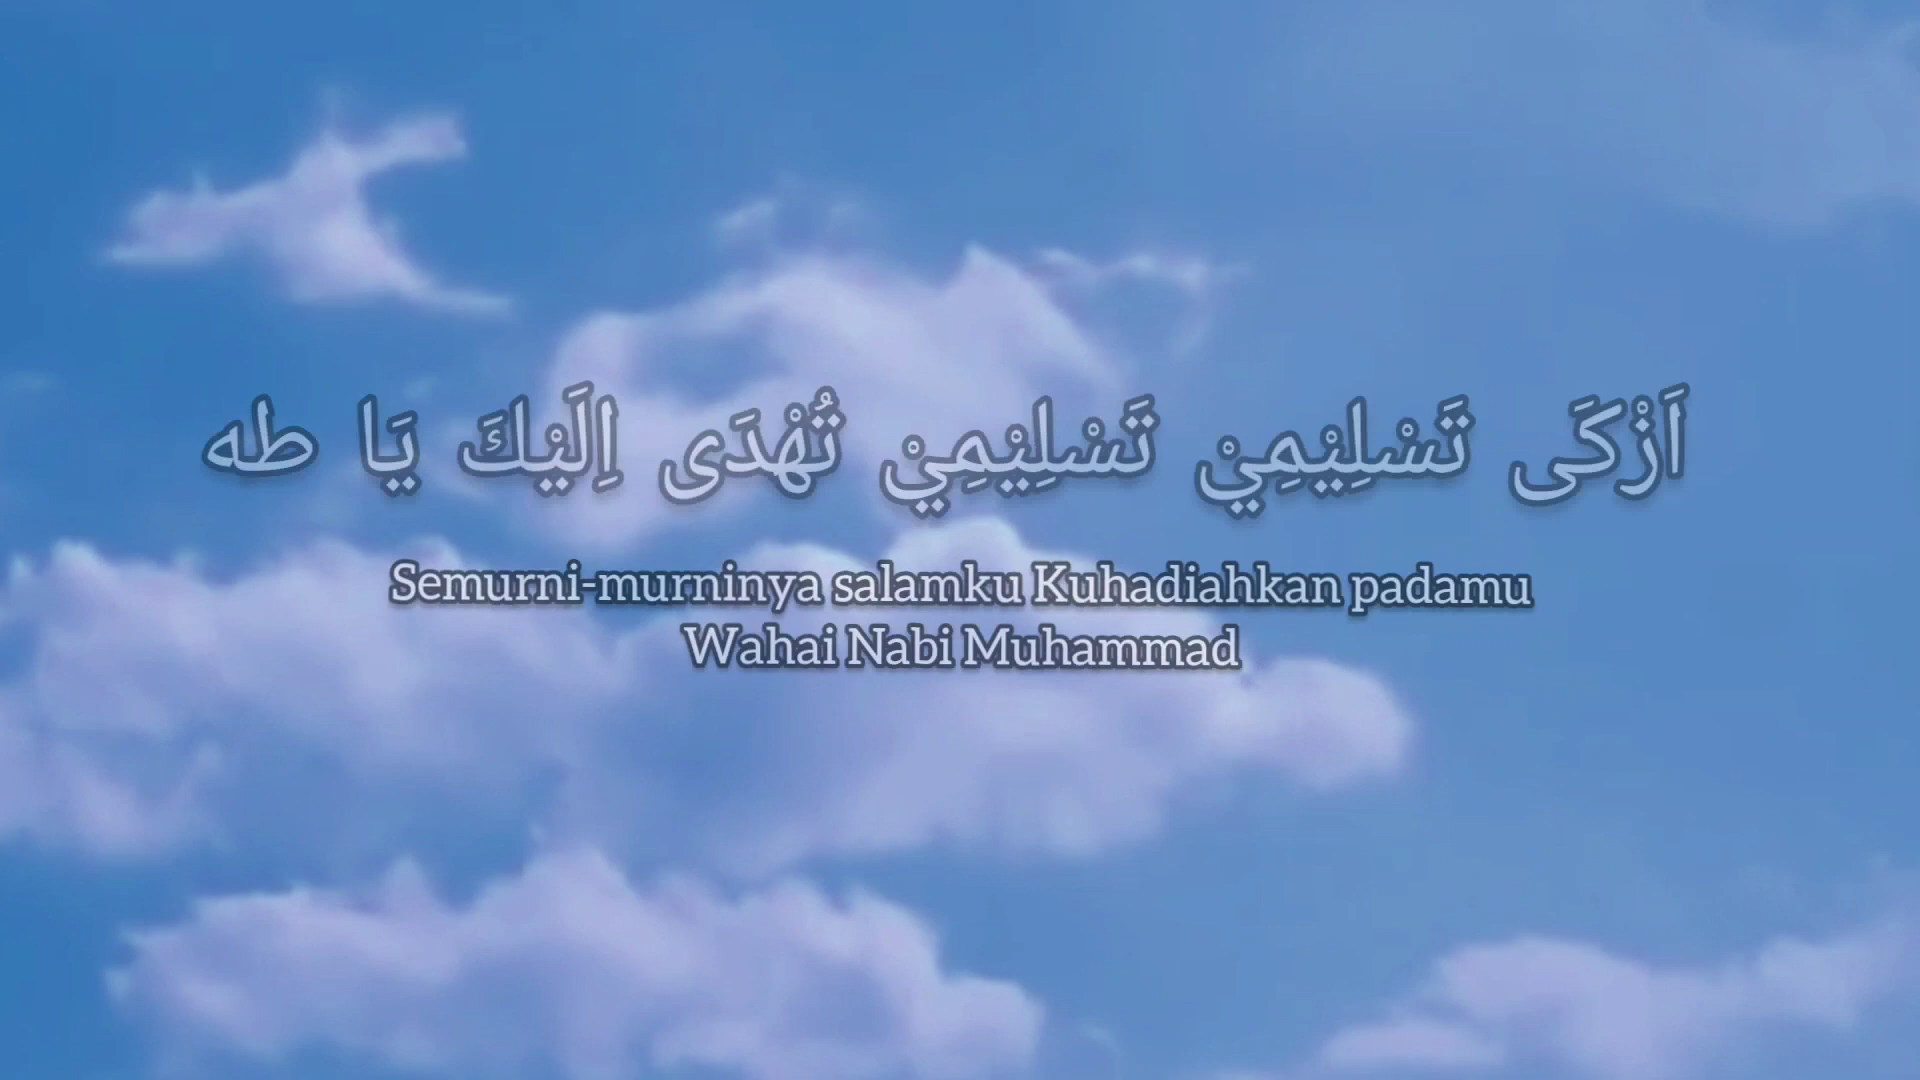 اَزْكَى تَسْلِيْمِيْ تَسْلِيْمِيْ تُهْدَى اِلَيْكَ يَا طه
Semurni-murninya salamku Kuhadiahkan padamu
Wahai Nabi Muhammad